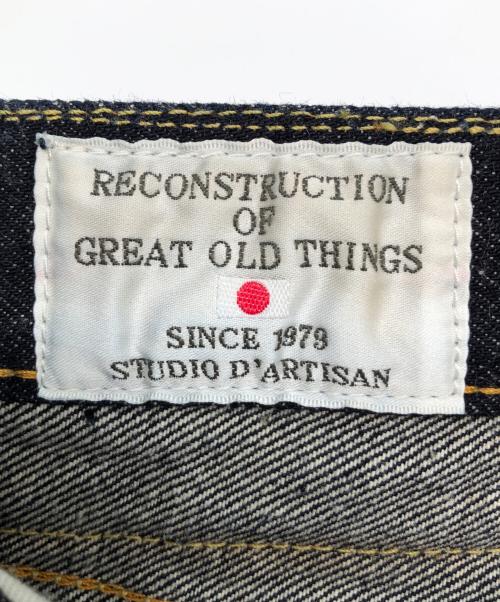 RECONSTRUCTION
OF
GREAT OLD THINGS
SINCE 1979
STUDIO D'ARTISAN